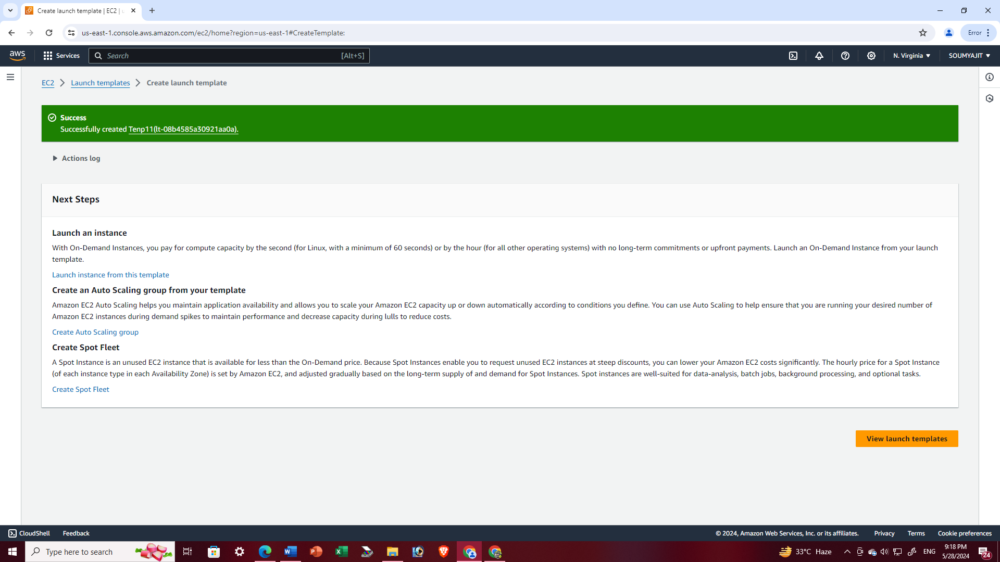 Create launch template | EC2 | u
us-east-1.console.aws.amazon.com/ec2/home?region=us-east-1#CreateTemplate:
Error
aws
Services
Search
[Alt+S]
N. Virginia
SOUMYAJIT
EC2
Launch templates
Create launch template
Success
Successfully created Tenp11(lt-08b4585a30921aa0a).
Actions log
Next Steps
Launch an instance
With On-Demand Instances, you pay for compute capacity by the second (for Linux, with a minimum of 60 seconds) or by the hour (for all other operating systems) with no long-term commitments or upfront payments. Launch an On-Demand Instance from your launch
template.
Launch instance from this template
Create an Auto Scaling group from your template
Amazon EC2 Auto Scaling helps you maintain application availability and allows you to scale your Amazon EC2 capacity up or down automatically according to conditions you define. You can use Auto Scaling to help ensure that you are running your desired number of
Amazon EC2 instances during demand spikes to maintain performance and decrease capacity during lulls to reduce costs.
Create Auto Scaling group
Create Spot Fleet
A Spot Instance is an unused EC2 instance that is available for less than the On-Demand price. Because Spot Instances enable you to request unused EC2 instances at steep discounts, you can lower your Amazon EC2 costs significantly. The hourly price for a Spot Instance
(of each instance type in each Availability Zone) is set by Amazon EC2, and adjusted gradually based on the long-term supply of and demand for Spot Instances. Spot instances are well-suited for data-analysis, batch jobs, background processing, and optional tasks.
Create Spot Fleet
View launch templates
CloudShell
Feedback
© 2024, Amazon Web Services, Inc. or its affiliates.
Privacy
Terms
Cookie preferences
Type here to search
33°C Haze
ENG
9:18 PM
5/28/2024
24